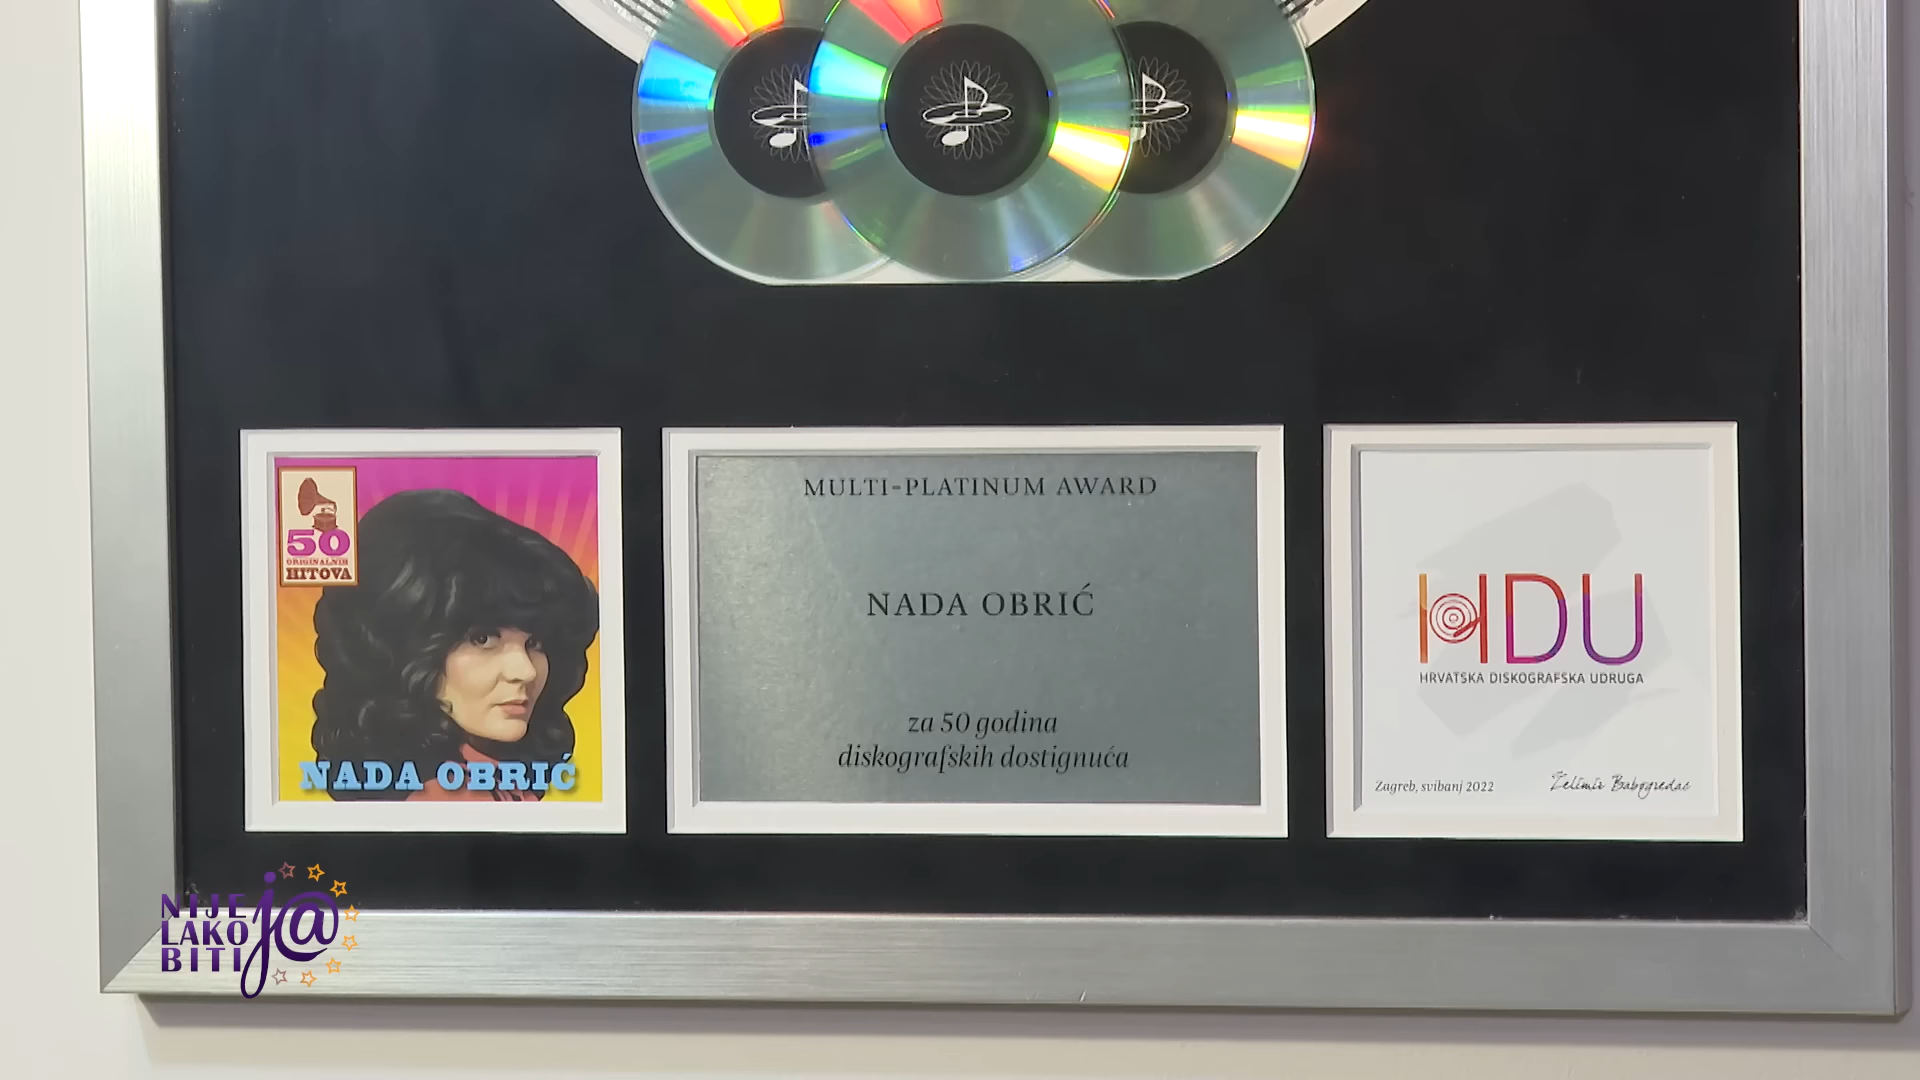 50
ORIGINALNIH
HITOVA
NADA OBRIĆ
MULTI-PLATINUM AWARD
NADA OBRIĆ
za 50 godina
diskografskih dostignuća
HDU
HRVATSKA DISKOGRAFSKA UDRUGA
Zagreb, svibanj 2022
Želimir Babogredac
NIJE
LAKO
BITI
j@